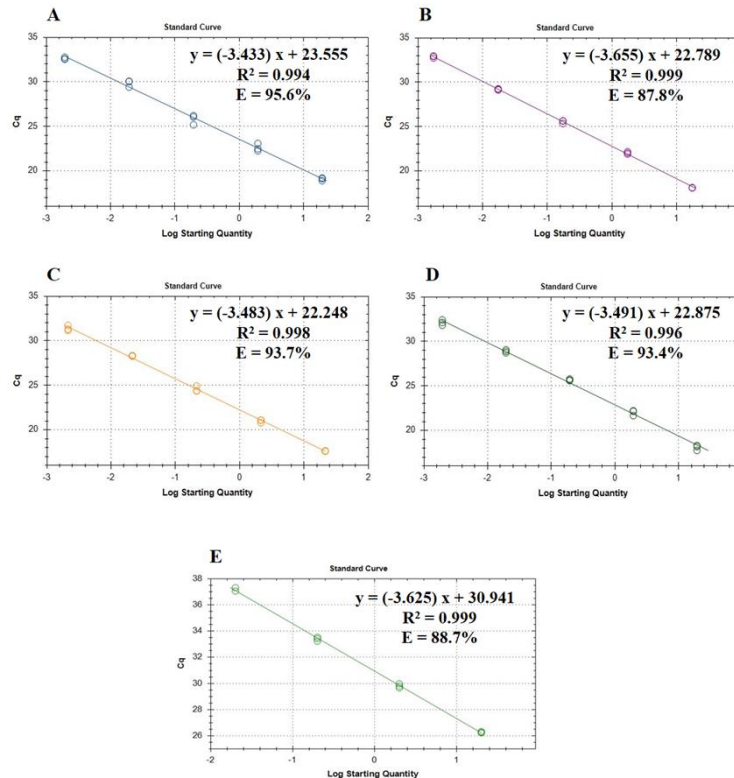 A
Standard Curve
y = (-3.433) x + 23.555
R² = 0.994
E = 95.6%
35
30
25
20
Cq
-3
-2
-1
0
1
2
Log Starting Quantity
B
Standard Curve
y = (-3.655) x + 22.789
R² = 0.999
E = 87.8%
35
30
25
20
Cq
-3
-2
-1
0
1
Log Starting Quantity
C
Standard Curve
y = (-3.483) x + 22.248
R² = 0.998
E = 93.7%
35
30
25
20
Cq
-3
-2
-1
0
1
2
Log Starting Quantity
D
Standard Curve
y = (-3.491) x + 22.875
R² = 0.996
E = 93.4%
35
30
25
20
Cq
-3
-2
-1
0
1
Log Starting Quantity
E
Standard Curve
y = (-3.625) x + 30.941
R² = 0.999
E = 88.7%
38
36
34
32
30
28
26
Cq
-2
-1
0
1
Log Starting Quantity